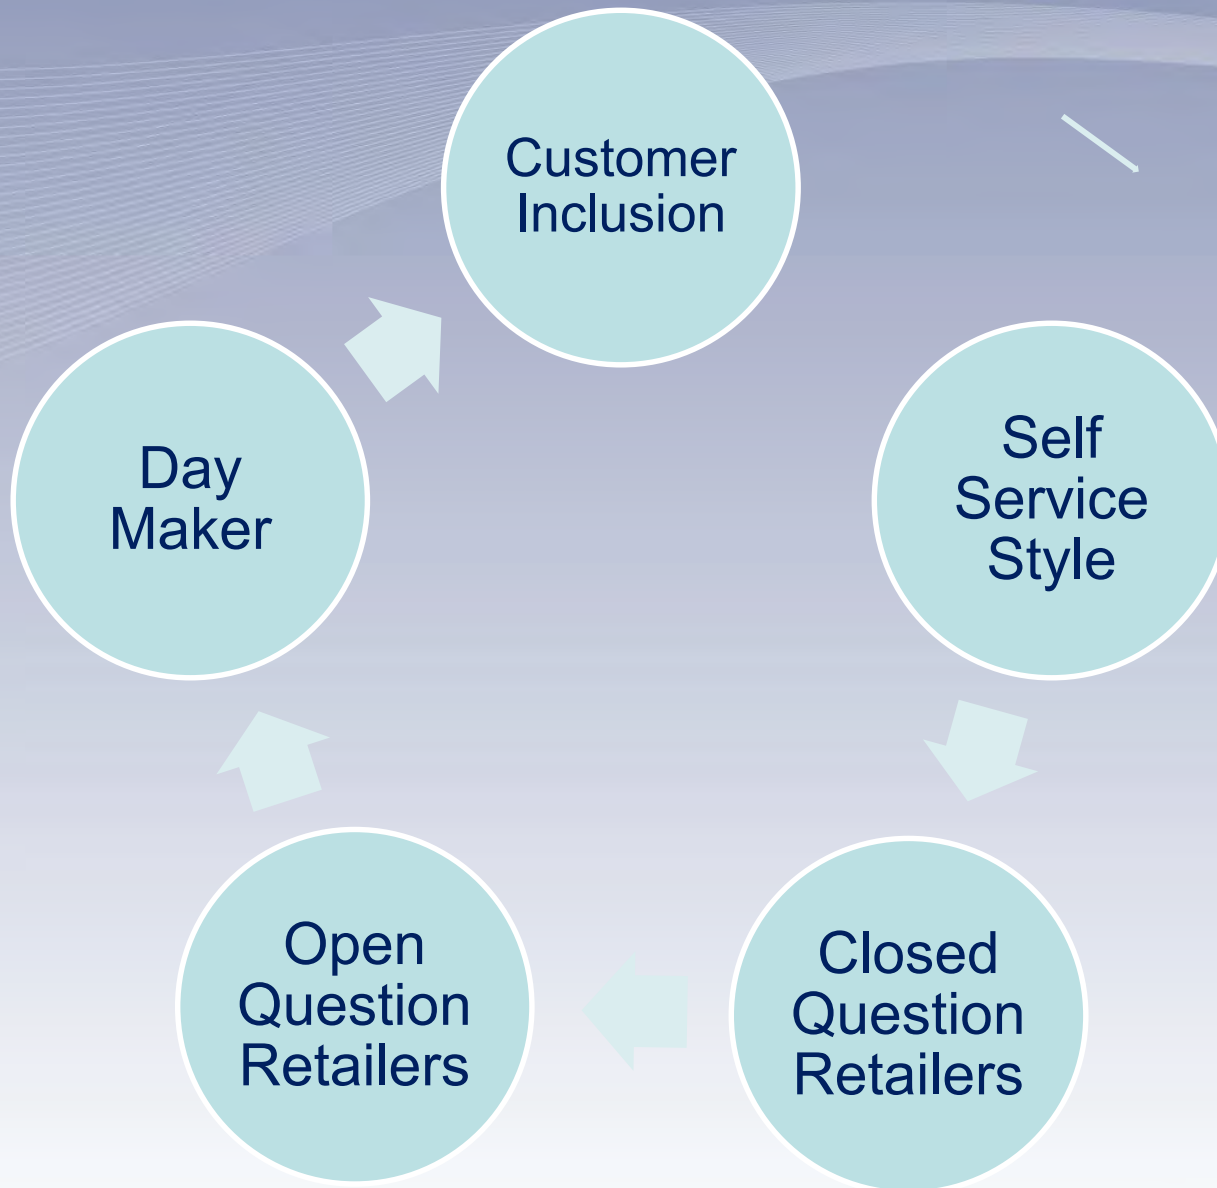 Customer
Inclusion
Self
Service
Style
Closed
Question
Retailers
Open
Question
Retailers
Day
Maker